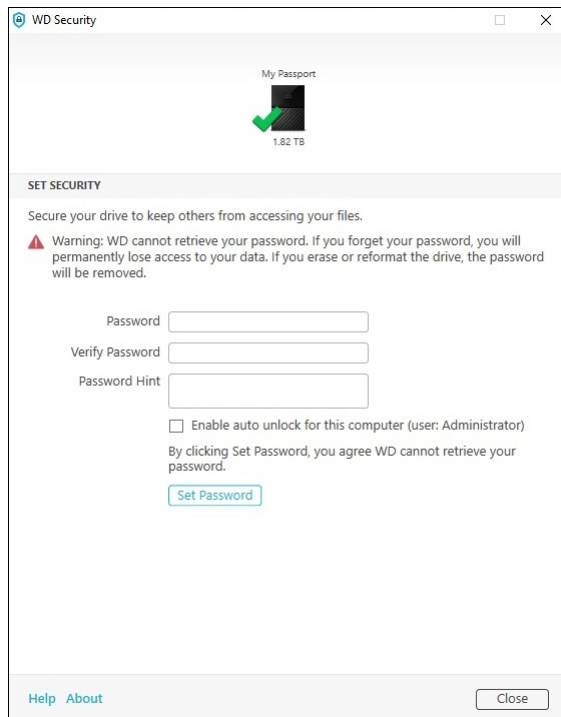 WD Security
My Passport
1.82 TB
SET SECURITY
Secure your drive to keep others from accessing your files.
Warning: WD cannot retrieve your password. If you forget your password, you will
permanently lose access to your data. If you erase or reformat the drive, the password
will be removed.
Password
Verify Password
Password Hint
Enable auto unlock for this computer (user: Administrator)
By clicking Set Password, you agree WD cannot retrieve your
password.
Set Password
Help About
Close